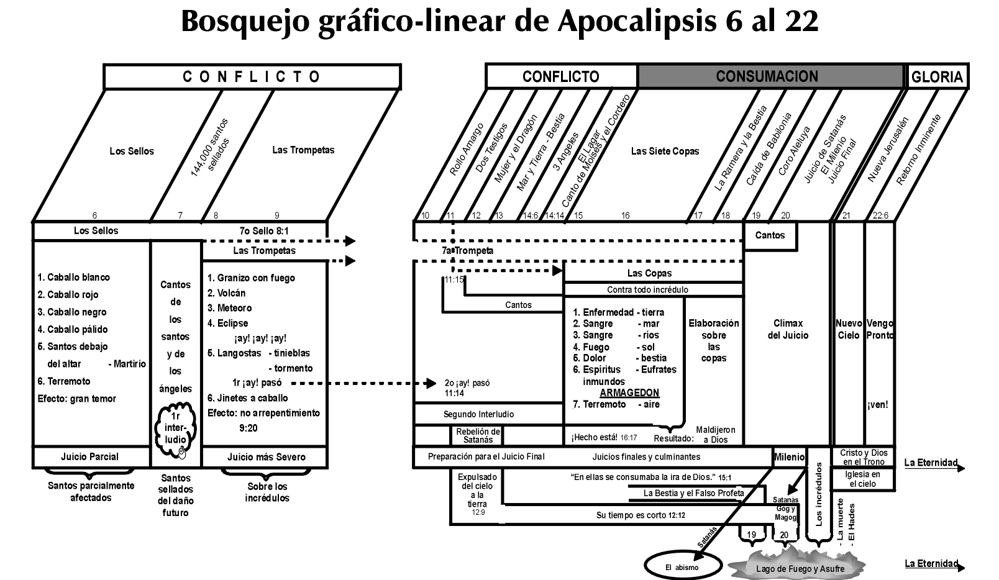 Bosquejo gráfico-linear de Apocalipsis 6 al 22
CONFLICTO
Los Sellos
144,000 santos
sellados
Las Trompetas
6
7
8
9
Los Sellos
7o Sello 8:1
Las Trompetas
1. Caballo blanco
2. Caballo rojo
3. Caballo negro
4. Caballo pálido
5. Santos debajo
del altar - Martirio
6. Terremoto
Efecto: gran temor
Cantos
de
los
santos
y de
los
ángeles
1r
inter-
ludio
1. Granizo con fuego
2. Volcán
3. Meteoro
4. Eclipse
¡ay! ¡ay! ¡ay!
5. Langostas - tinieblas
- tormento
1r ¡ay! pasó
6. Jinetes a caballo
Efecto: no arrepentimiento
9:20
Juicio Parcial
Juicio más Severo
Santos parcialmente
afectados
Santos
sellados
del daño
futuro
Sobre los
incrédulos
CONFLICTO
CONSUMACION
GLORIA
Rollo Amargo
Dos Testigos
Mujer y el Dragón
Mar y Tierra - Bestia
3 Angeles
El Lagar
Canto de Moisés y el Cordero
Las Siete Copas
La Ramera y la Bestia
Caída de Babilonia
Coro Aleluya
Juicio de Satanás
El Milenio
Juicio Final
Nueva Jerusalén
Retorno Inminente
10
11
12
13
14:6
14:14
15
16
17
18
19
20
21
22:6
Cantos
7a Trompeta
11:15
Las Copas
Contra todo incrédulo
Cantos
1. Enfermedad - tierra
2. Sangre - mar
3. Sangre - ríos
4. Fuego - sol
5. Dolor - bestia
6. Espíritus - Eufrates
inmundos
ARMAGEDON
7. Terremoto - aire
Elaboración
sobre
las
copas
Climax
del Juicio
Nuevo
Cielo
Vengo
Pronto
¡ven!
2o ¡ay! pasó
11:14
Segundo Interludio
Rebelión de
Satanás
¡Hecho está! 16:17
Resultado:
Maldijeron
a Dios
Preparación para el Juicio Final
Juicios finales y culminantes
Milenio
Cristo y Dios
en el Trono
La Eternidad
Expulsado
del cielo
a la
tierra
12:9
“En ellas se consumaba la ira de Dios.” 15:1
La Bestia y el Falso Profeta
Su tiempo es corto 12:12
Satanás
Gog y
Magog
Los incrédulos
Iglesia en
el cielo
- La muerte
- El Hades
Satanás
19
20
El abismo
Lago de Fuego y Asufre
La Eternidad